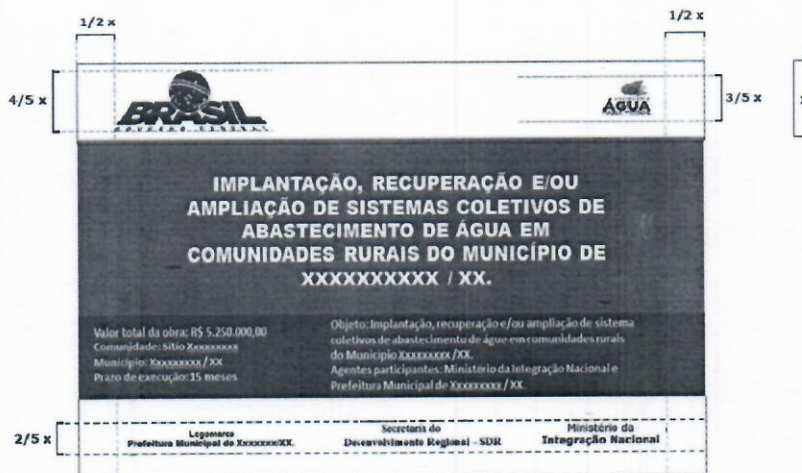 1/2 x
1/2 x
4/5 x
3/5 x
BRASIL
GOVERNO FEDERAL
ÁGUA
IMPLANTAÇÃO, RECUPERAÇÃO E/OU
AMPLIAÇÃO DE SISTEMAS COLETIVOS DE
ABASTECIMENTO DE ÁGUA EM
COMUNIDADES RURAIS DO MUNICÍPIO DE
XXXXXXXXXX / XX.
Valor total da obra: R$ 5.250.000,00
Comunidade: Sítio Xxxxxxxxx
Município: Xxxxxxxxx/XX
Prazo de execução: 15 meses
Objeto: Implantação, recuperação e/ou ampliação de sistema
coletivos de abastecimento de água em comunidades rurais
do Município Xxxxxxxxx/XX.
Agentes participantes: Ministério da Integração Nacional e
Prefeitura Municipal de Xxxxxxxxx/XX.
2/5 x
Logomarca
Prefeitura Municipal de Xxxxxxx/XX.
Secretaria do
Desenvolvimento Regional - SDR
Ministério da
Integração Nacional